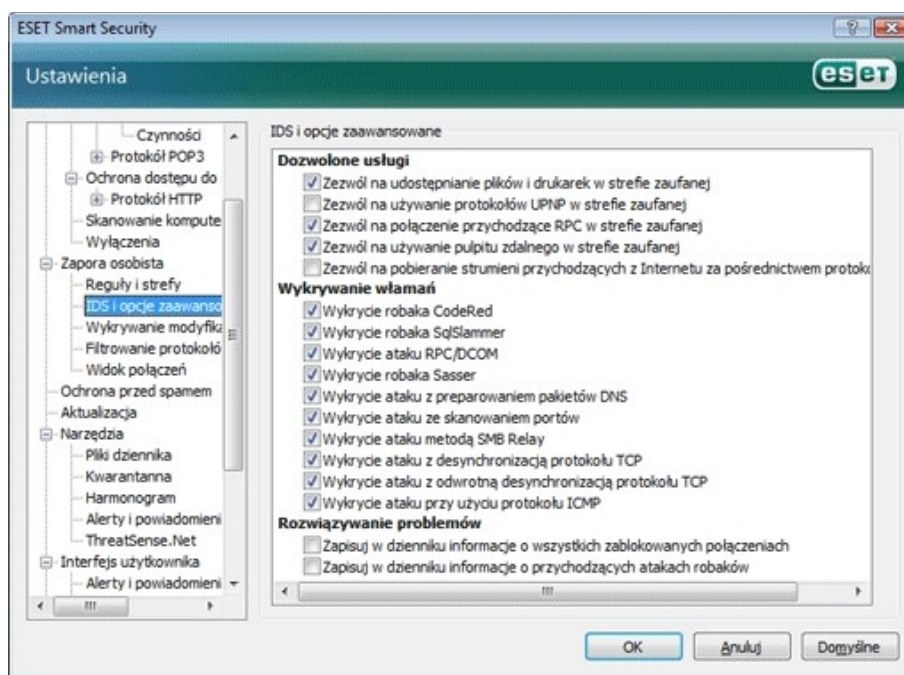 ESET Smart Security
Ustawienia
eseT
Czynności
Protokół POP3
Ochrona dostępu do
Protokół HTTP
Skanowanie kompute
Wyłączenia
Zapora osobista
Reguły i strefy
IDS i opcje zaawanso
Wykrywanie modyfika
Filtrowanie protokołó
Widok połączeń
Ochrona przed spamem
Aktualizacja
Narzędzia
Pliki dziennika
Kwarantanna
Harmonogram
Alerty i powiadomieni
ThreatSense.Net
Interfejs użytkownika
Alerty i powiadomieni
IDS i opcje zaawansowane
Dozwolone usługi
Zezwól na udostępnianie plików i drukarek w strefie zaufanej
Zezwól na używanie protokołów UPNP w strefie zaufanej
Zezwól na połączenie przychodzące RPC w strefie zaufanej
Zezwól na używanie pulpitu zdalnego w strefie zaufanej
Zezwól na pobieranie strumieni przychodzących z Internetu za pośrednictwem protoko
Wykrywanie włamań
Wykrycie robaka CodeRed
Wykrycie robaka SqlSlammer
Wykrycie ataku RPC/DCOM
Wykrycie robaka Sasser
Wykrycie ataku z preparowaniem pakietów DNS
Wykrycie ataku ze skanowaniem portów
Wykrycie ataku metodą SMB Relay
Wykrycie ataku z desynchronizacją protokołu TCP
Wykrycie ataku z odwrotną desynchronizacją protokołu TCP
Wykrycie ataku przy użyciu protokołu ICMP
Rozwiązywanie problemów
Zapisuj w dzienniku informacje o wszystkich zablokowanych połączeniach
Zapisuj w dzienniku informacje o przychodzących atakach robaków
OK
Anuluj
Domyślne